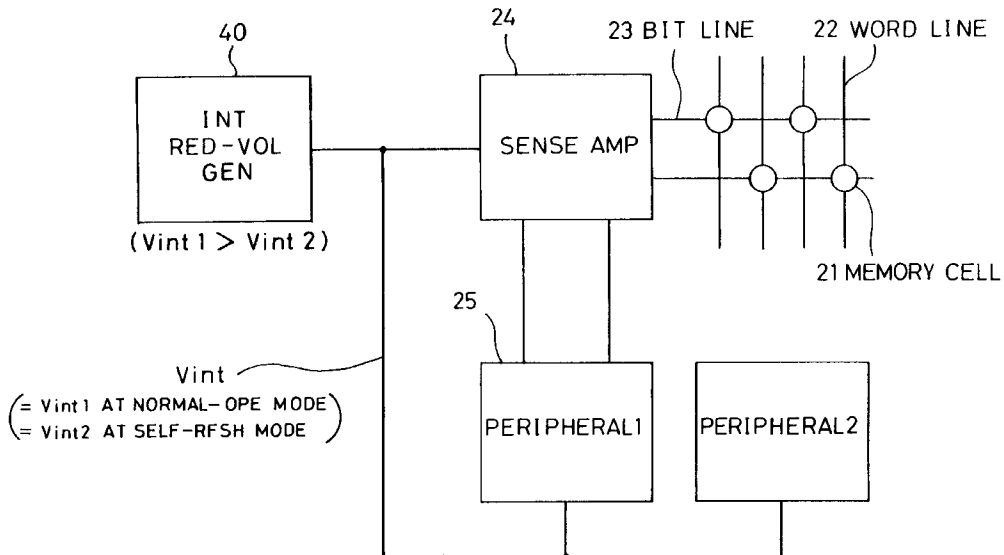 40
INT
RED-VOL
GEN
(Vint 1 > Vint 2)
24
SENSE AMP
23 BIT LINE
22 WORD LINE
21 MEMORY CELL
Vint
(= Vint1 AT NORMAL-OPE MODE
= Vint2 AT SELF-RFSH MODE)
25
PERIPHERAL1
PERIPHERAL2